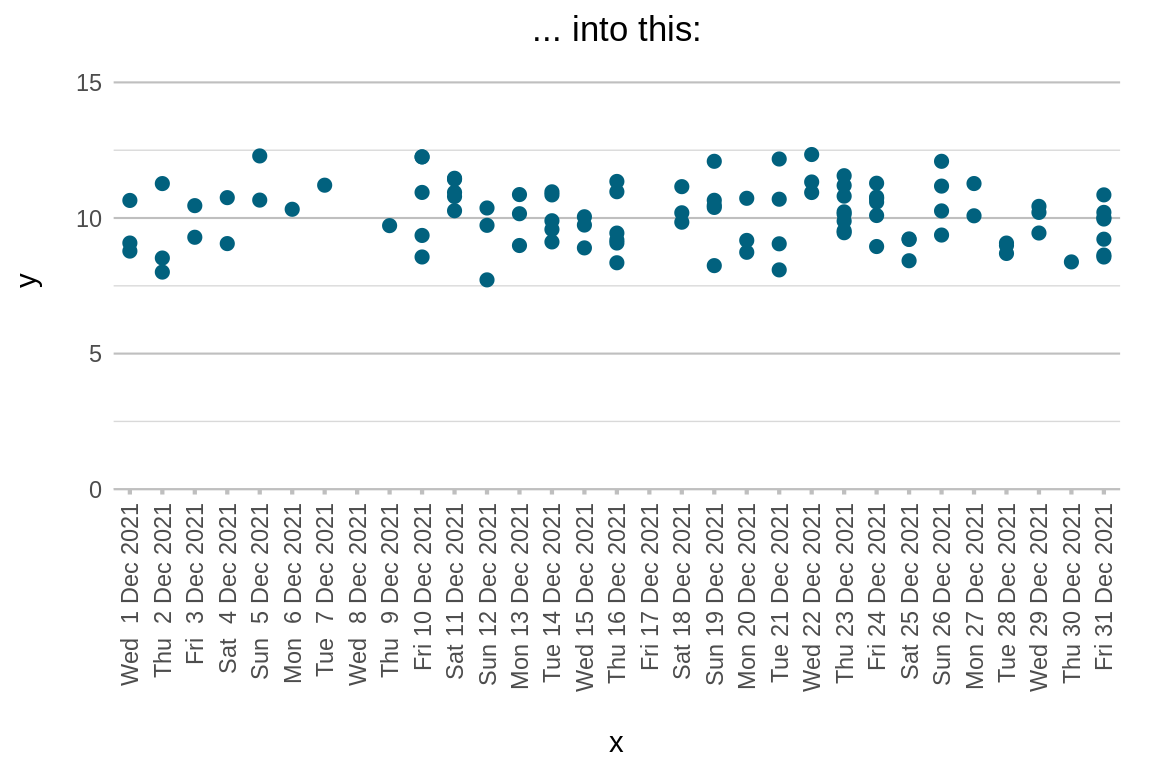 ... into this:
15
10
5
0
y
Wed  1 Dec 2021
Thu  2 Dec 2021
Fri  3 Dec 2021
Sat  4 Dec 2021
Sun  5 Dec 2021
Mon  6 Dec 2021
Tue  7 Dec 2021
Wed  8 Dec 2021
Thu  9 Dec 2021
Fri 10 Dec 2021
Sat 11 Dec 2021
Sun 12 Dec 2021
Mon 13 Dec 2021
Tue 14 Dec 2021
Wed 15 Dec 2021
Thu 16 Dec 2021
Fri 17 Dec 2021
Sat 18 Dec 2021
Sun 19 Dec 2021
Mon 20 Dec 2021
Tue 21 Dec 2021
Wed 22 Dec 2021
Thu 23 Dec 2021
Fri 24 Dec 2021
Sat 25 Dec 2021
Sun 26 Dec 2021
Mon 27 Dec 2021
Tue 28 Dec 2021
Wed 29 Dec 2021
Thu 30 Dec 2021
Fri 31 Dec 2021
x